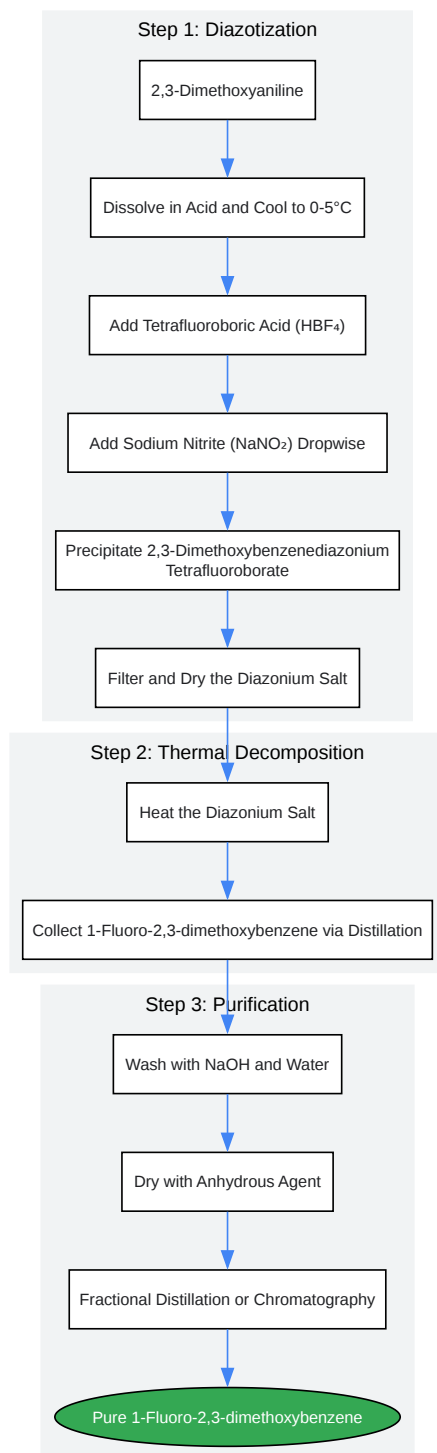 Step 1: Diazotization
2,3-Dimethoxyaniline
Dissolve in Acid and Cool to 0-5°C
Add Tetrafluoroboric Acid (HBF₄)
Add Sodium Nitrite (NaNO₂) Dropwise
Precipitate 2,3-Dimethoxybenzenediazonium
Tetrafluoroborate
Filter and Dry the Diazonium Salt
Step 2: Thermal Decomposition
Heat the Diazonium Salt
Collect 1-Fluoro-2,3-dimethoxybenzene via Distillation
Step 3: Purification
Wash with NaOH and Water
Dry with Anhydrous Agent
Fractional Distillation or Chromatography
Pure 1-Fluoro-2,3-dimethoxybenzene